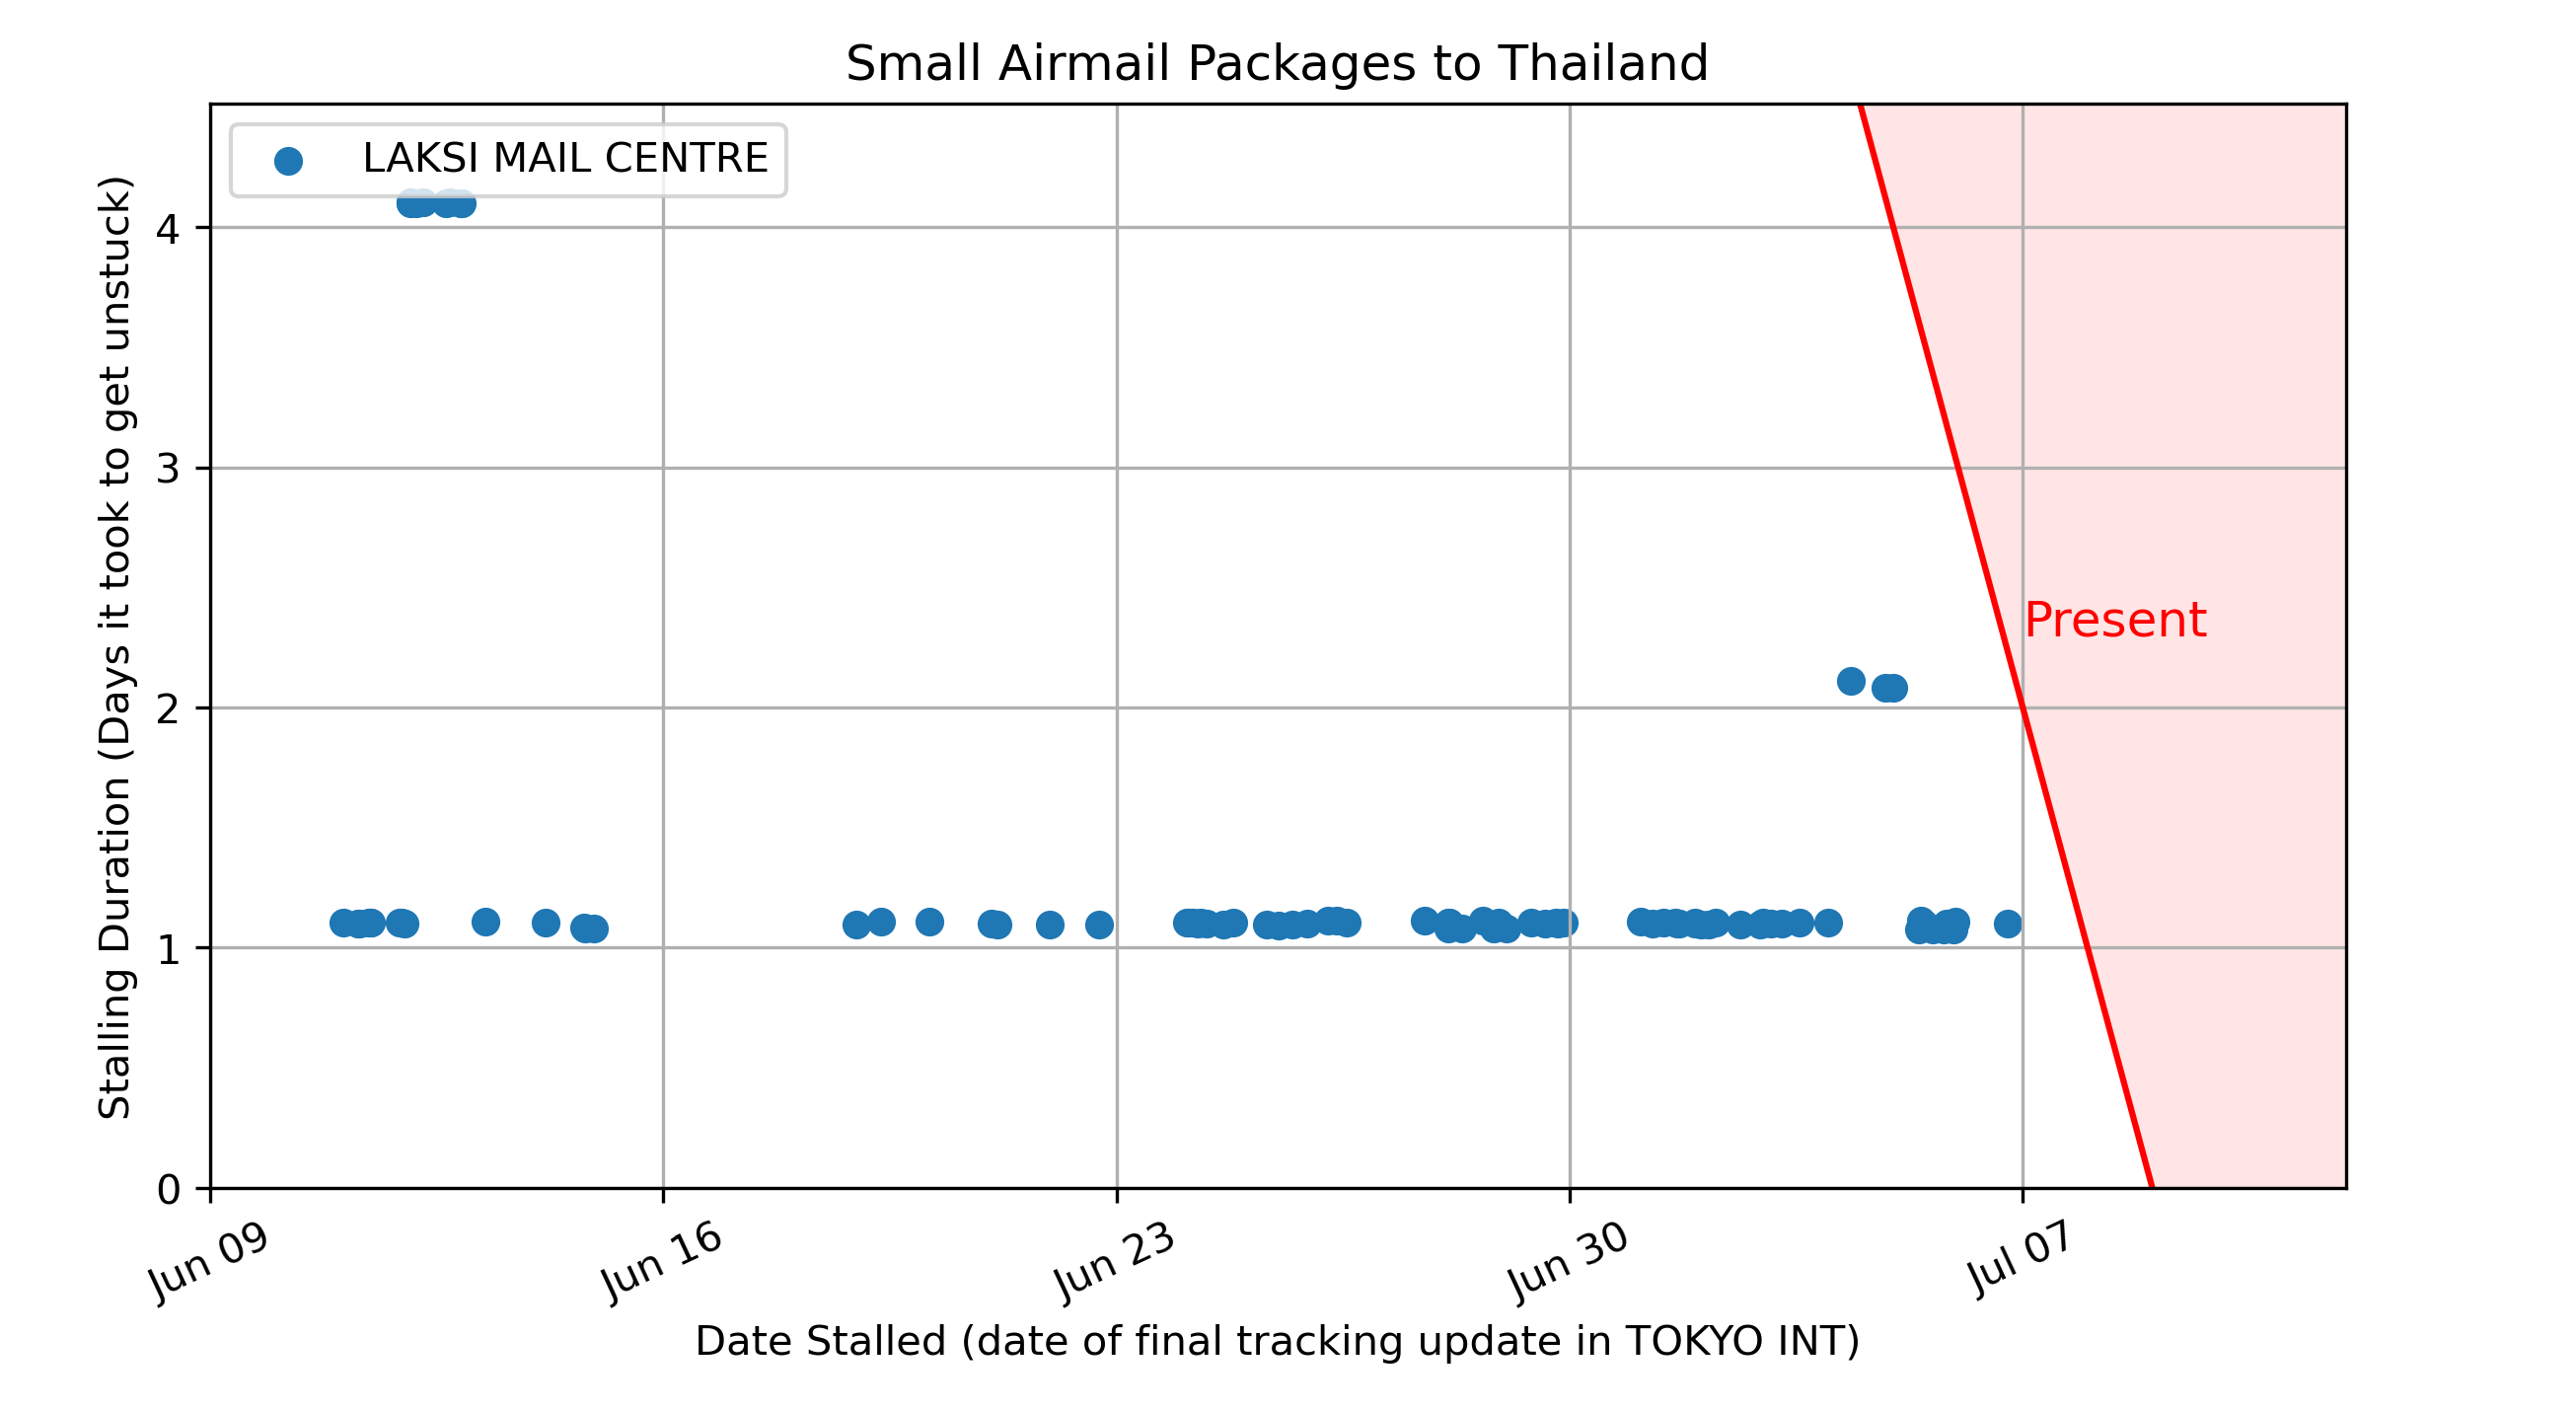 Small Airmail Packages to Thailand
LAKSI MAIL CENTRE
Stalling Duration (Days it took to get unstuck)
4
3
2
1
0
Present
Jun 09
Jun 16
Jun 23
Jun 30
Jul 07
Date Stalled (date of final tracking update in TOKYO INT)